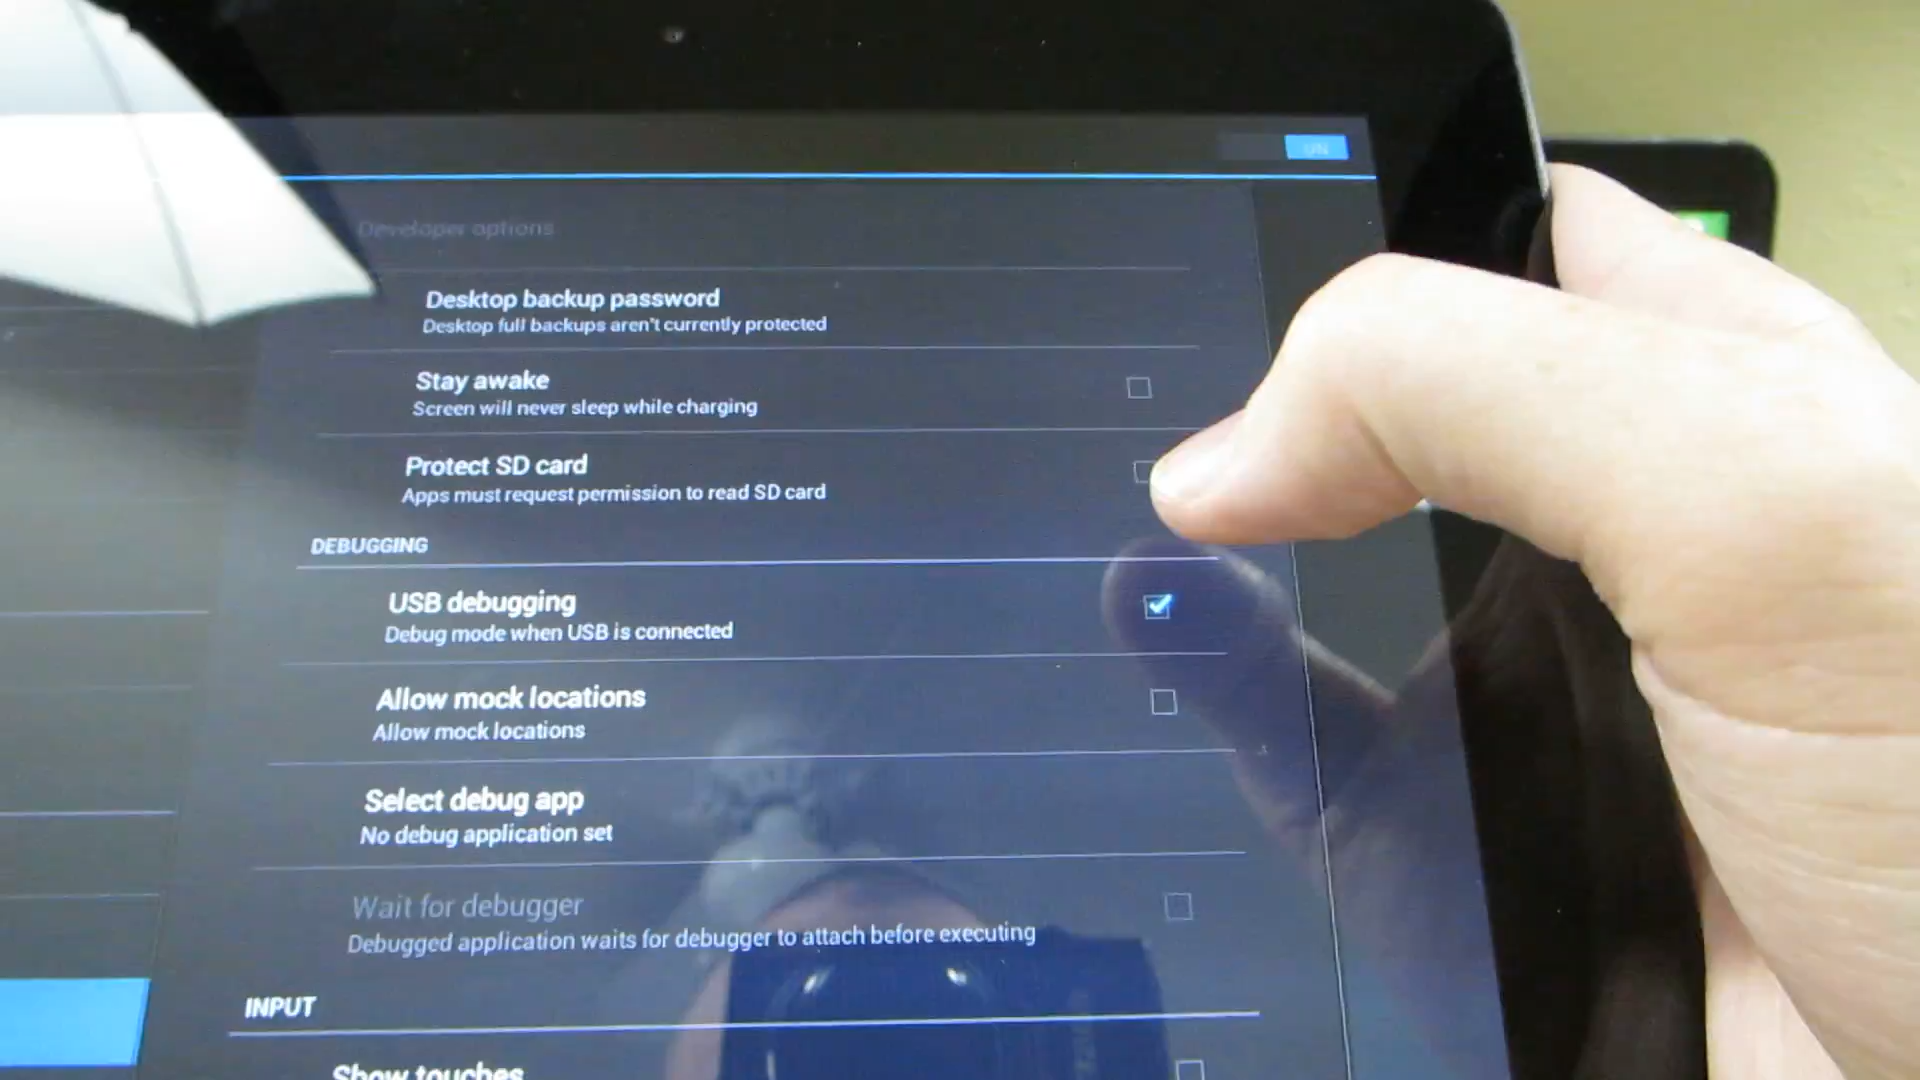 ON
Developer options
Desktop backup password
Desktop full backups aren't currently protected
Stay awake
Screen will never sleep while charging
Protect SD card
Apps must request permission to read SD card
DEBUGGING
USB debugging
Debug mode when USB is connected
Allow mock locations
Allow mock locations
Select debug app
No debug application set
Wait for debugger
Debugged application waits for debugger to attach before executing
INPUT
Show touches